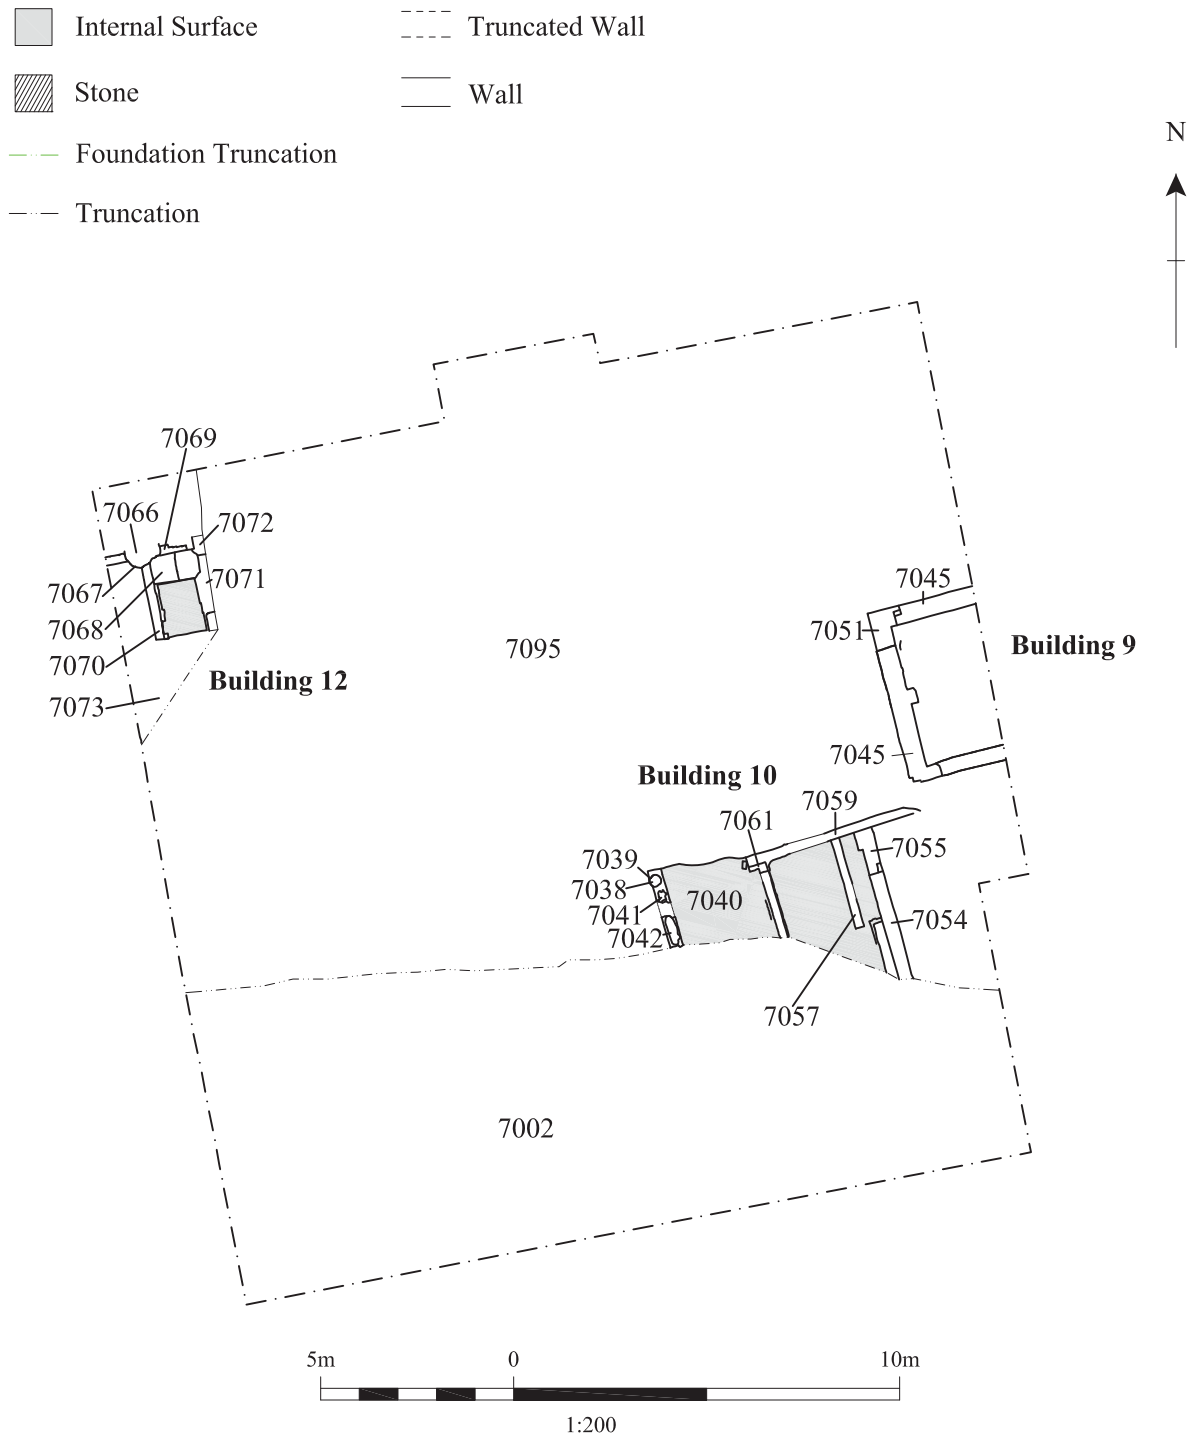 Internal Surface
Truncated Wall
Stone
Wall
Foundation Truncation
Truncation
N
7069
7066
7072
7067
7071
7068
7070
7073
Building 12
7095
7045
7051
Building 9
7045
Building 10
7059
7061
7055
7039
7038
7040
7041
7054
7042
7057
7002
5m
0
10m
1:200